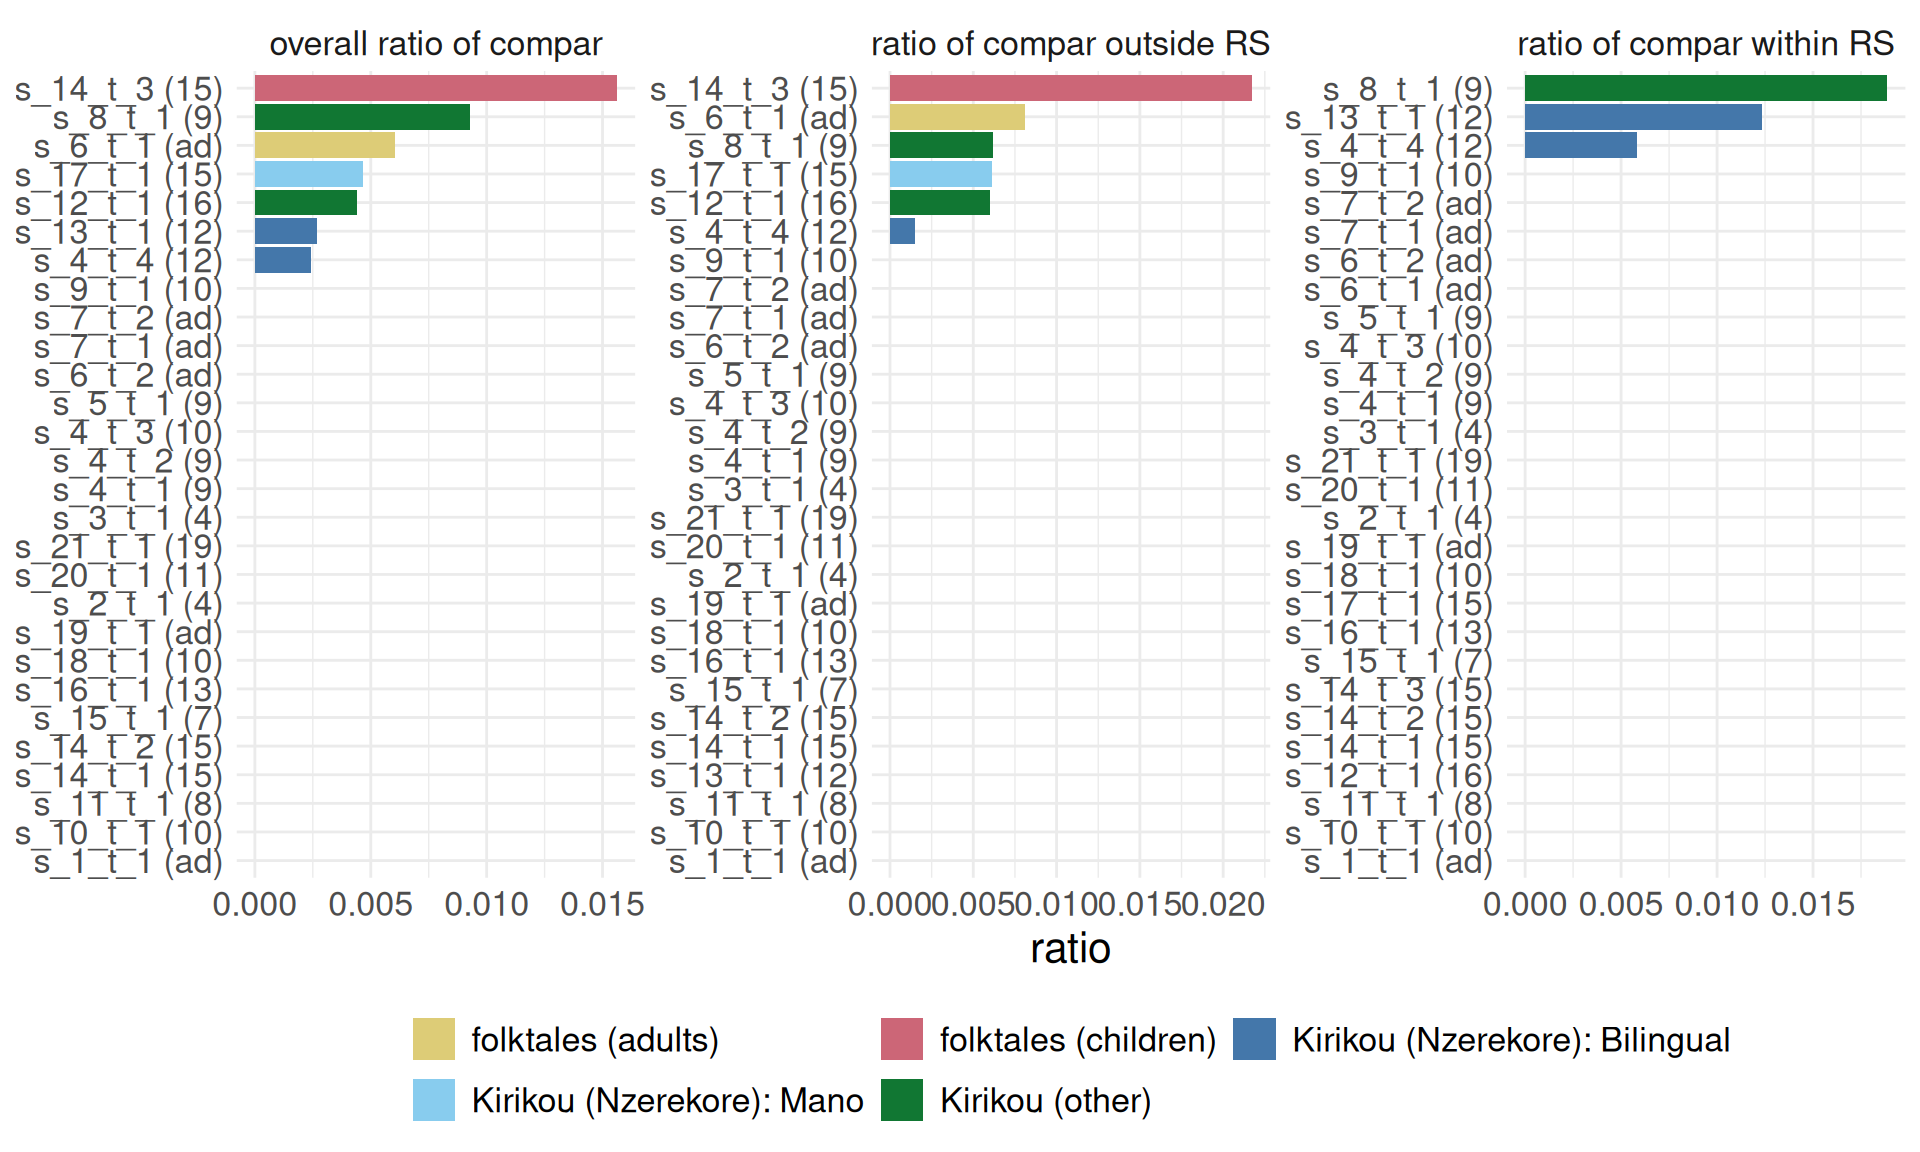 overall ratio of compar
s_14_t_3 (15)
s_8_t_1 (9)
s_6_t_1 (ad)
s_17_t_1 (15)
s_12_t_1 (16)
s_13_t_1 (12)
s_4_t_4 (12)
s_9_t_1 (10)
s_7_t_2 (ad)
s_7_t_1 (ad)
s_6_t_2 (ad)
s_5_t_1 (9)
s_4_t_3 (10)
s_4_t_2 (9)
s_4_t_1 (9)
s_3_t_1 (4)
s_21_t_1 (19)
s_20_t_1 (11)
s_2_t_1 (4)
s_19_t_1 (ad)
s_18_t_1 (10)
s_16_t_1 (13)
s_15_t_1 (7)
s_14_t_2 (15)
s_14_t_1 (15)
s_11_t_1 (8)
s_10_t_1 (10)
s_1_t_1 (ad)
0.000 0.005 0.010 0.015
ratio of compar outside RS
s_14_t_3 (15)
s_6_t_1 (ad)
s_8_t_1 (9)
s_17_t_1 (15)
s_12_t_1 (16)
s_4_t_4 (12)
s_9_t_1 (10)
s_7_t_2 (ad)
s_7_t_1 (ad)
s_6_t_2 (ad)
s_5_t_1 (9)
s_4_t_3 (10)
s_4_t_2 (9)
s_4_t_1 (9)
s_3_t_1 (4)
s_21_t_1 (19)
s_20_t_1 (11)
s_2_t_1 (4)
s_19_t_1 (ad)
s_18_t_1 (10)
s_16_t_1 (13)
s_15_t_1 (7)
s_14_t_2 (15)
s_14_t_1 (15)
s_13_t_1 (12)
s_11_t_1 (8)
s_10_t_1 (10)
s_1_t_1 (ad)
0.000 0.005 0.010 0.015 0.020
ratio of compar within RS
s_8_t_1 (9)
s_13_t_1 (12)
s_4_t_4 (12)
s_9_t_1 (10)
s_7_t_2 (ad)
s_7_t_1 (ad)
s_6_t_2 (ad)
s_6_t_1 (ad)
s_5_t_1 (9)
s_4_t_3 (10)
s_4_t_2 (9)
s_4_t_1 (9)
s_3_t_1 (4)
s_21_t_1 (19)
s_20_t_1 (11)
s_2_t_1 (4)
s_19_t_1 (ad)
s_18_t_1 (10)
s_17_t_1 (15)
s_16_t_1 (13)
s_15_t_1 (7)
s_14_t_3 (15)
s_14_t_2 (15)
s_14_t_1 (15)
s_12_t_1 (16)
s_11_t_1 (8)
s_10_t_1 (10)
s_1_t_1 (ad)
0.000 0.005 0.010 0.015
ratio
folktales (adults)
folktales (children)
Kirikou (Nzerekore): Bilingual
Kirikou (Nzerekore): Mano
Kirikou (other)